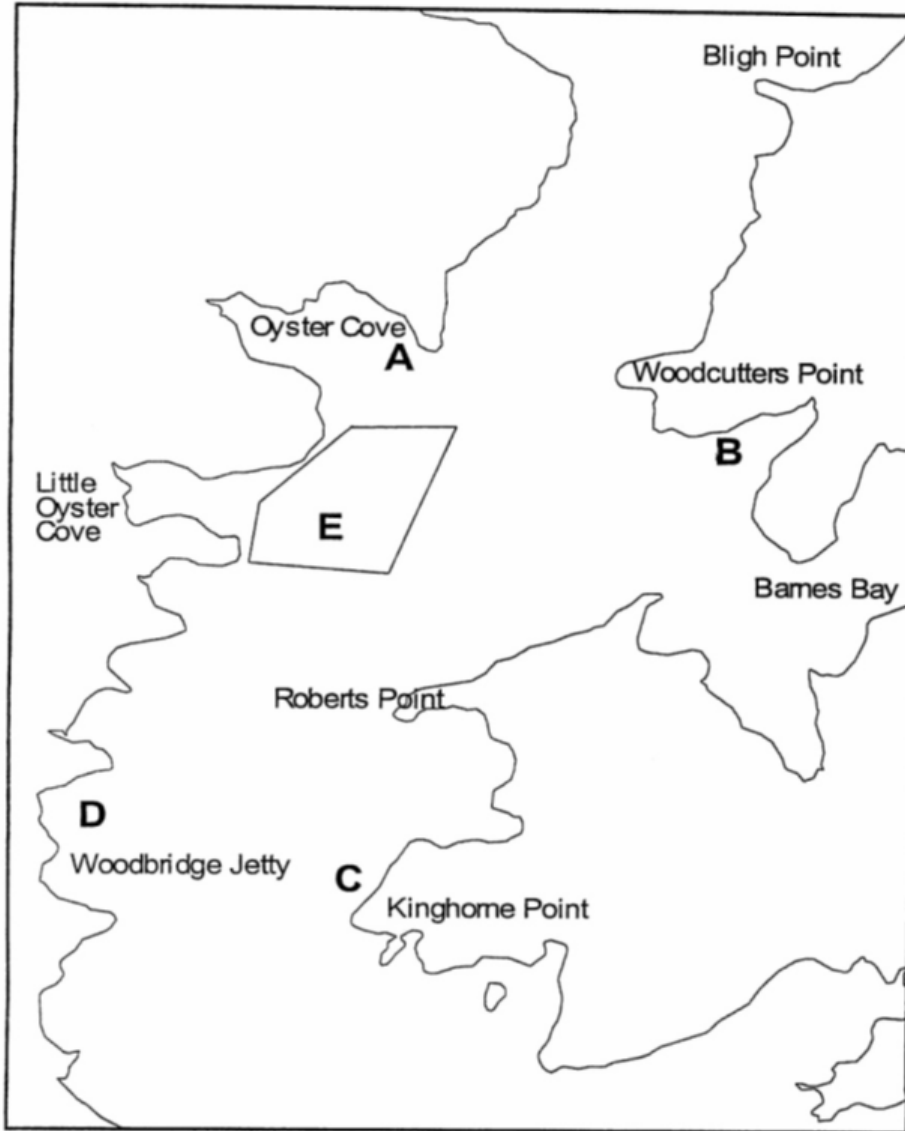 Bligh Point
Oyster Cove
A
Woodcutters Point
B
Little
Oyster
Cove
E
Barnes Bay
Roberts Point
D
Woodbridge Jetty
C
Kinghorne Point